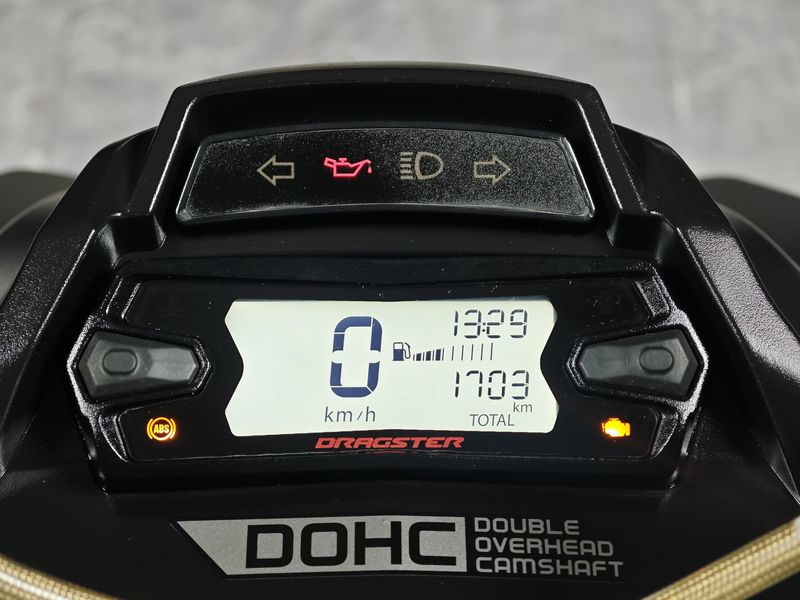 13:29
0
km/h
1703
km
TOTAL
ABS
DRAGSTER
DOHC
DOUBLE
OVERHEAD
CAMSHAFT